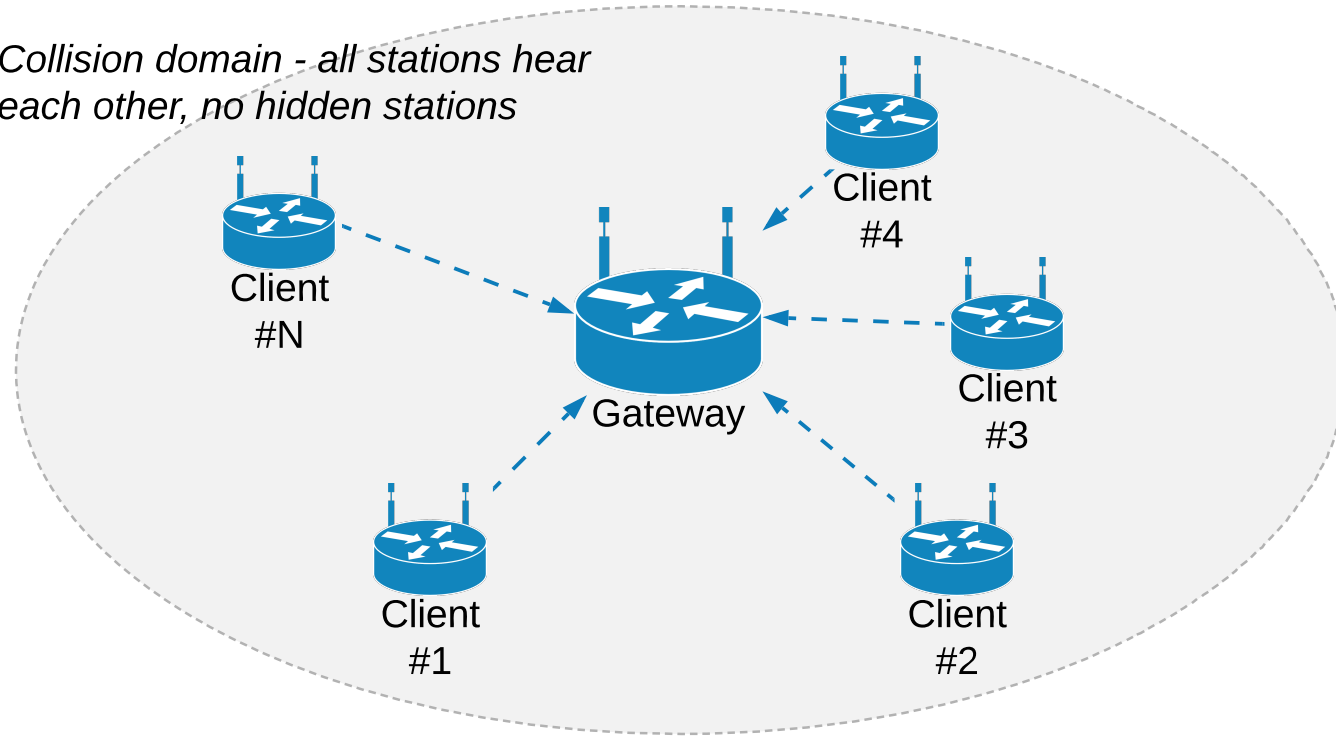 Collision domain - all stations hear
each other, no hidden stations
Client
#4
Client
#N
Client
#3
Gateway
Client
#1
Client
#2